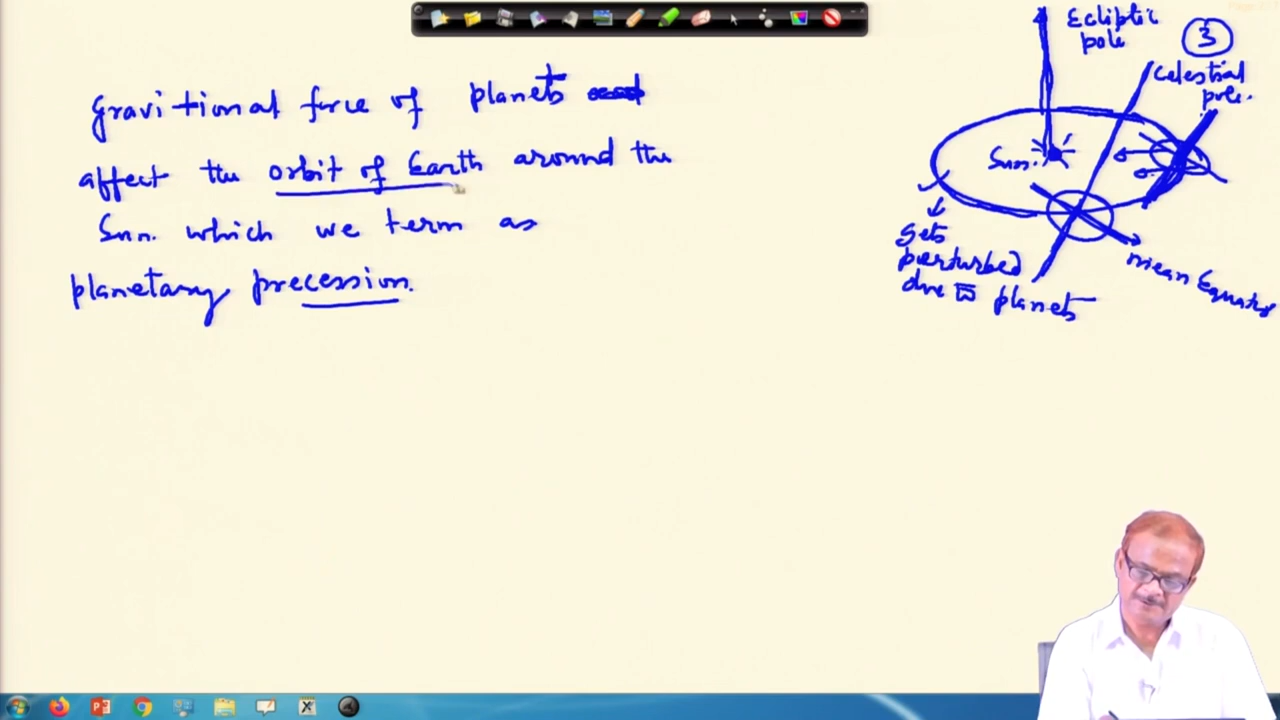 Gravitional force of planets
affect the orbit of Earth around the
Sun. which we term as
planetary precession.
Ecliptic
pole
3
Celestial
pole.
Sun.
Gets
perturbed
due to planets
mean Equator